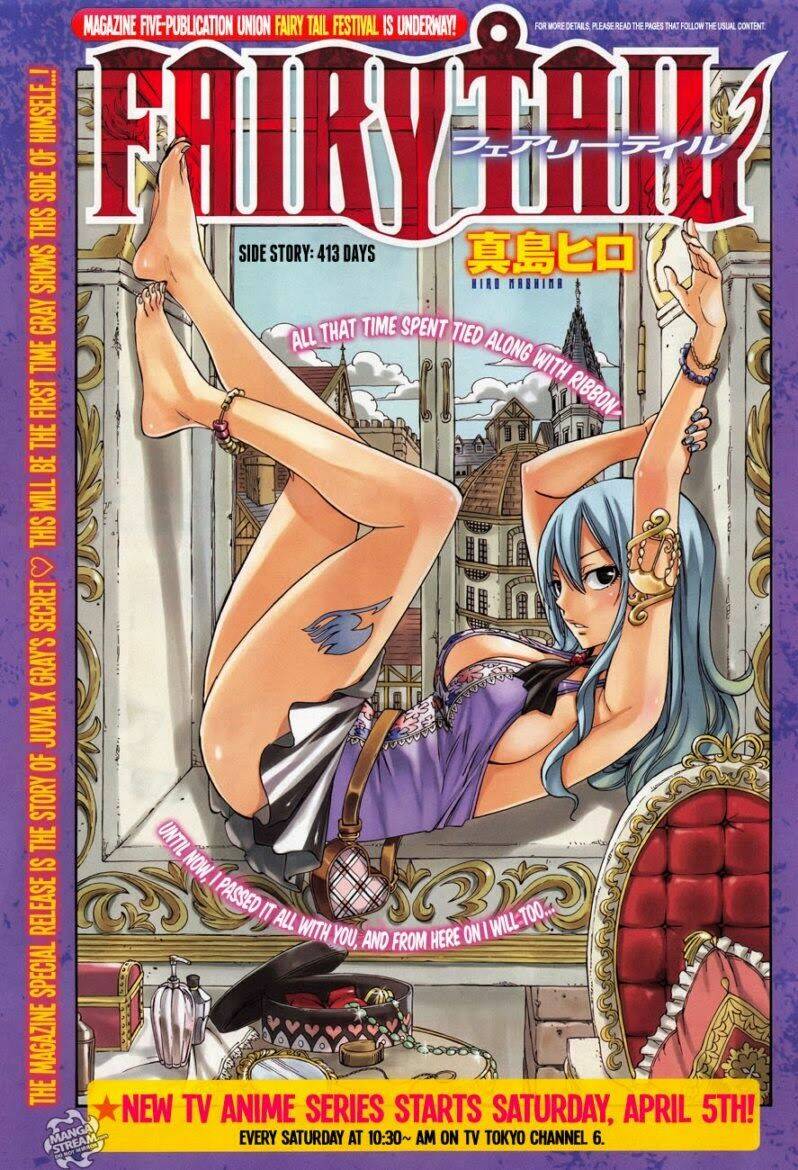 MAGAZINE FIVE-PUBLICATION UNION FAIRY TAIL FESTIVAL IS UNDERWAY!
FOR MORE DETAILS, PLEASE READ THE PAGES THAT FOLLOW THE USUAL CONTENT.
FAIRY TAIL
フェアリーテイル
SIDE STORY: 413 DAYS
真島ヒロ
HIRO MASHIMA
ALL THAT TIME SPENT TIED ALONG WITH RIBBON,
UNTIL NOW, I PASSED IT ALL WITH YOU, AND FROM HERE ON I WILL TOO...
THE MAGAZINE SPECIAL RELEASE IS THE STORY OF JUVIA X GRAY'S SECRET♡ THIS WILL BE THE FIRST TIME GRAY SHOWS THIS SIDE OF HIMSELF...!
★NEW TV ANIME SERIES STARTS SATURDAY, APRIL 5TH!
EVERY SATURDAY AT 10:30~ AM ON TV TOKYO CHANNEL 6.
MANGA
STREAM